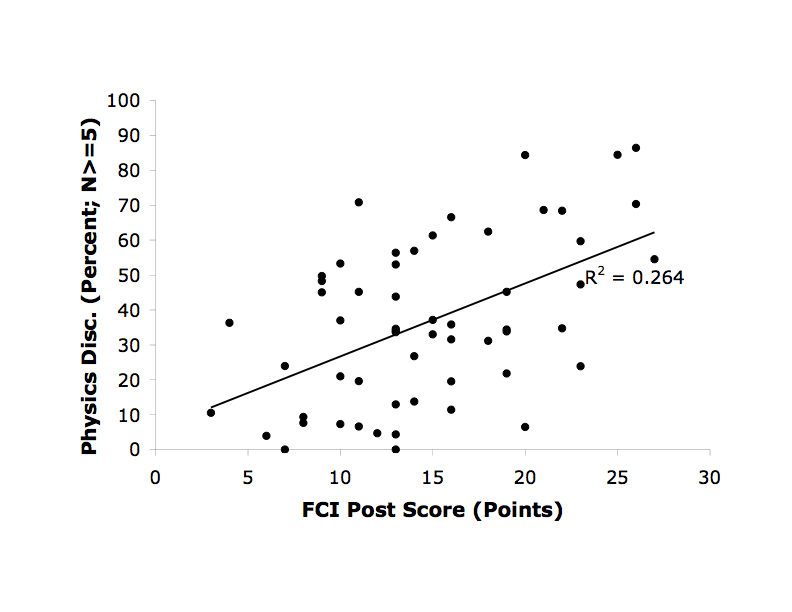 100
90
80
70
60
50
40
30
20
10
0
Physics Disc. (Percent; N>=5)
R² = 0.264
0 5 10 15 20 25 30
FCI Post Score (Points)